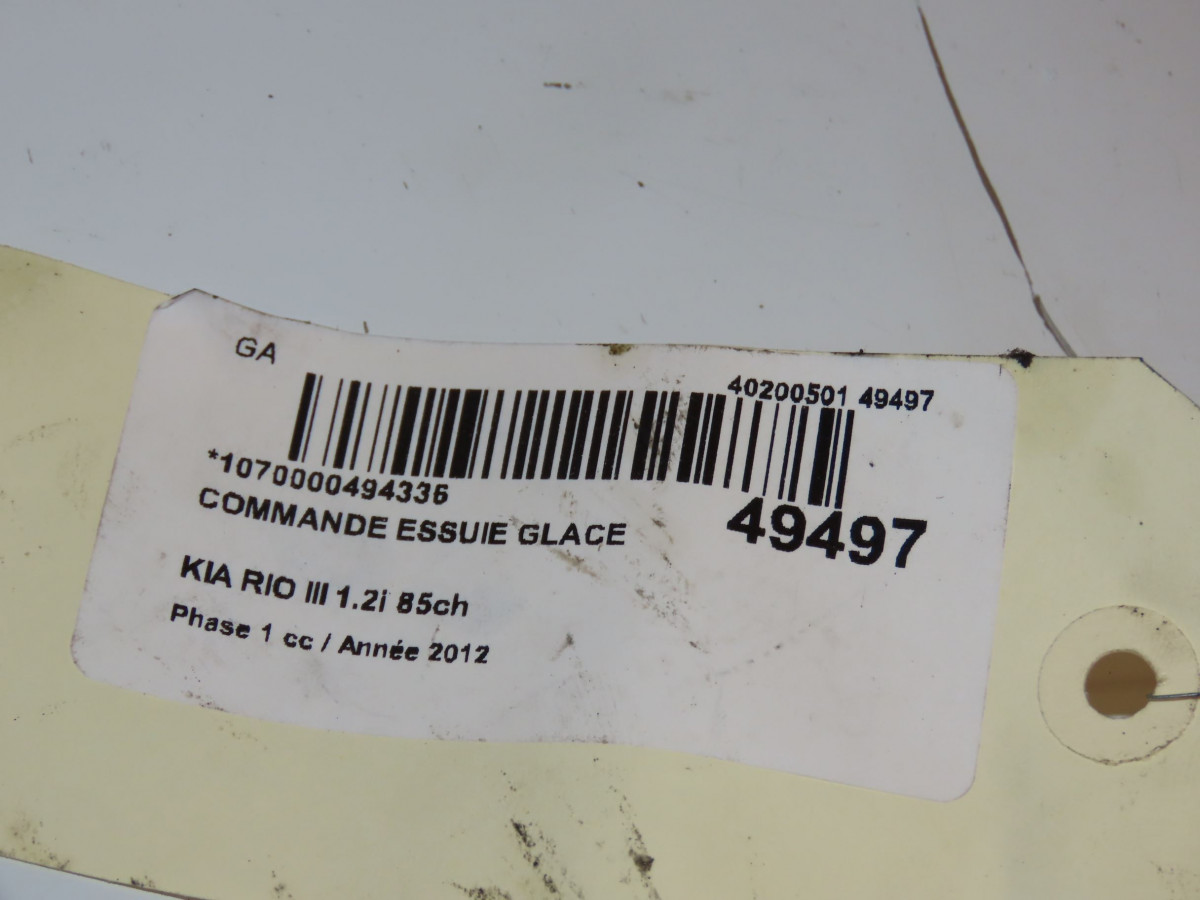 GA
40200501 49497
*1070000494336
COMMANDE ESSUIE GLACE
49497
KIA RIO III 1.2i 85ch
Phase 1 cc / Année 2012